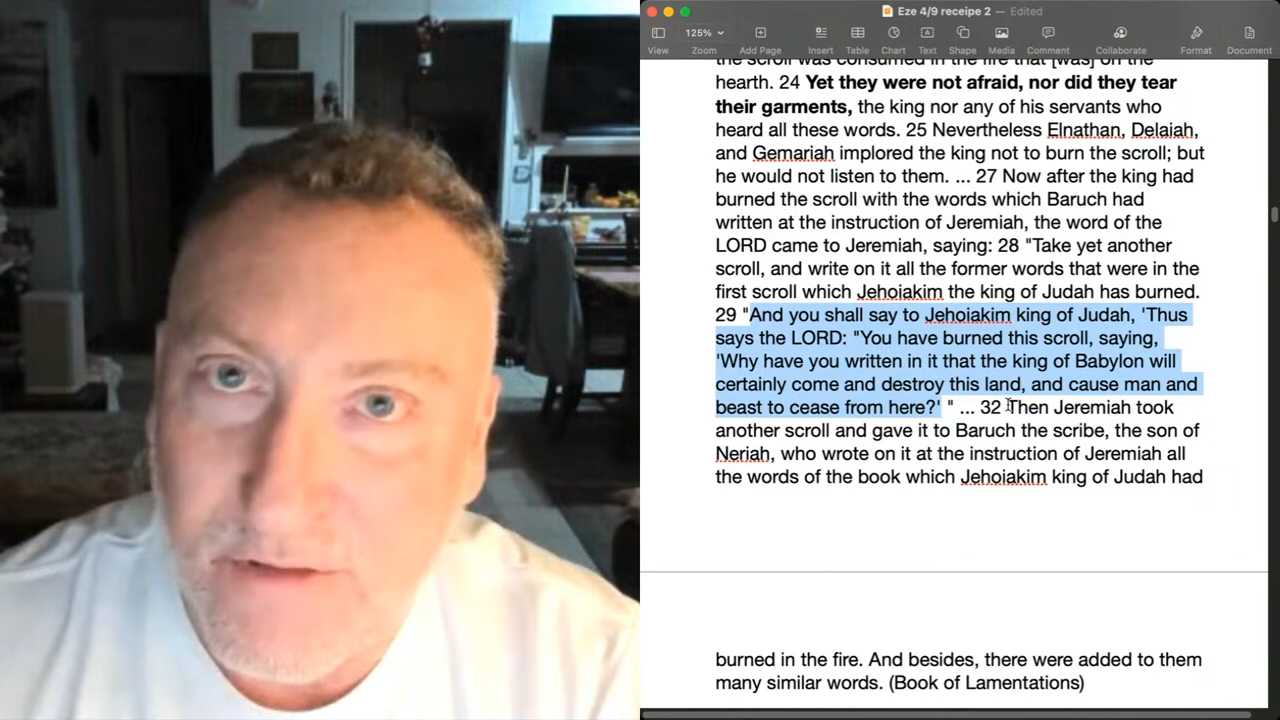 Eze 4/9 receipe 2 — Edited
125%
View Zoom Add Page Insert Table Chart Text Shape Media Comment Collaborate Format Document
the scroll was consumed in the fire that [was] on the
hearth. 24 Yet they were not afraid, nor did they tear
their garments, the king nor any of his servants who
heard all these words. 25 Nevertheless Elnathan, Delaiah,
and Gemariah implored the king not to burn the scroll; but
he would not listen to them. ... 27 Now after the king had
burned the scroll with the words which Baruch had
written at the instruction of Jeremiah, the word of the
LORD came to Jeremiah, saying: 28 "Take yet another
scroll, and write on it all the former words that were in the
first scroll which Jehoiakim the king of Judah has burned.
29 "And you shall say to Jehoiakim king of Judah, 'Thus
says the LORD: "You have burned this scroll, saying,
'Why have you written in it that the king of Babylon will
certainly come and destroy this land, and cause man and
beast to cease from here?' " ... 32 Then Jeremiah took
another scroll and gave it to Baruch the scribe, the son of
Neriah, who wrote on it at the instruction of Jeremiah all
the words of the book which Jehoiakim king of Judah had
burned in the fire. And besides, there were added to them
many similar words. (Book of Lamentations)